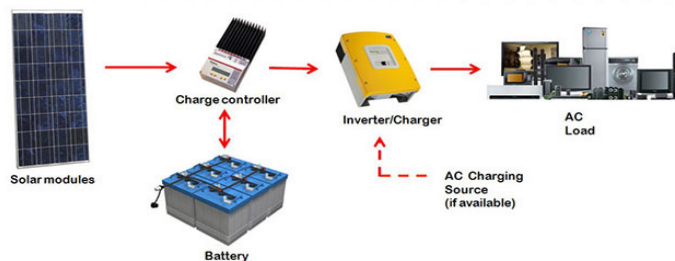 Charge controller
Inverter/Charger
AC
Load
Solar modules
AC Charging
Source
(if available)
Battery